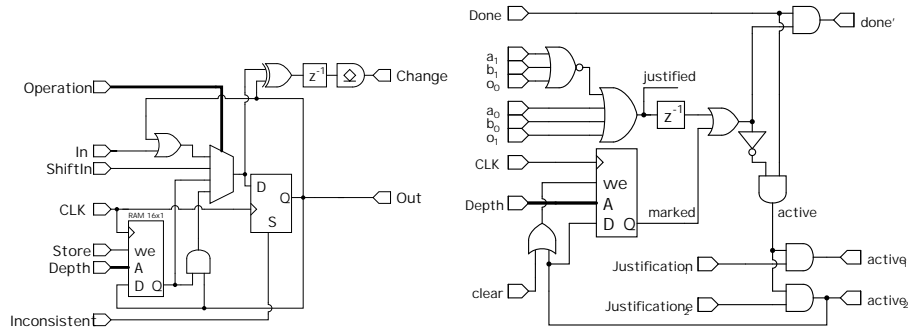 Operation
In
ShiftIn
CLK
Store
Depth
Inconsistent
RAM 16x1
we
A
D Q
D
Q
S
z⁻¹
Change
Out
Done
done'
a₁
b₁
o₀
a₀
b₀
o₁
justified
z⁻¹
CLK
Depth
we
A
D Q
marked
clear
active
Justification₁
active₁
Justification₂
active₂